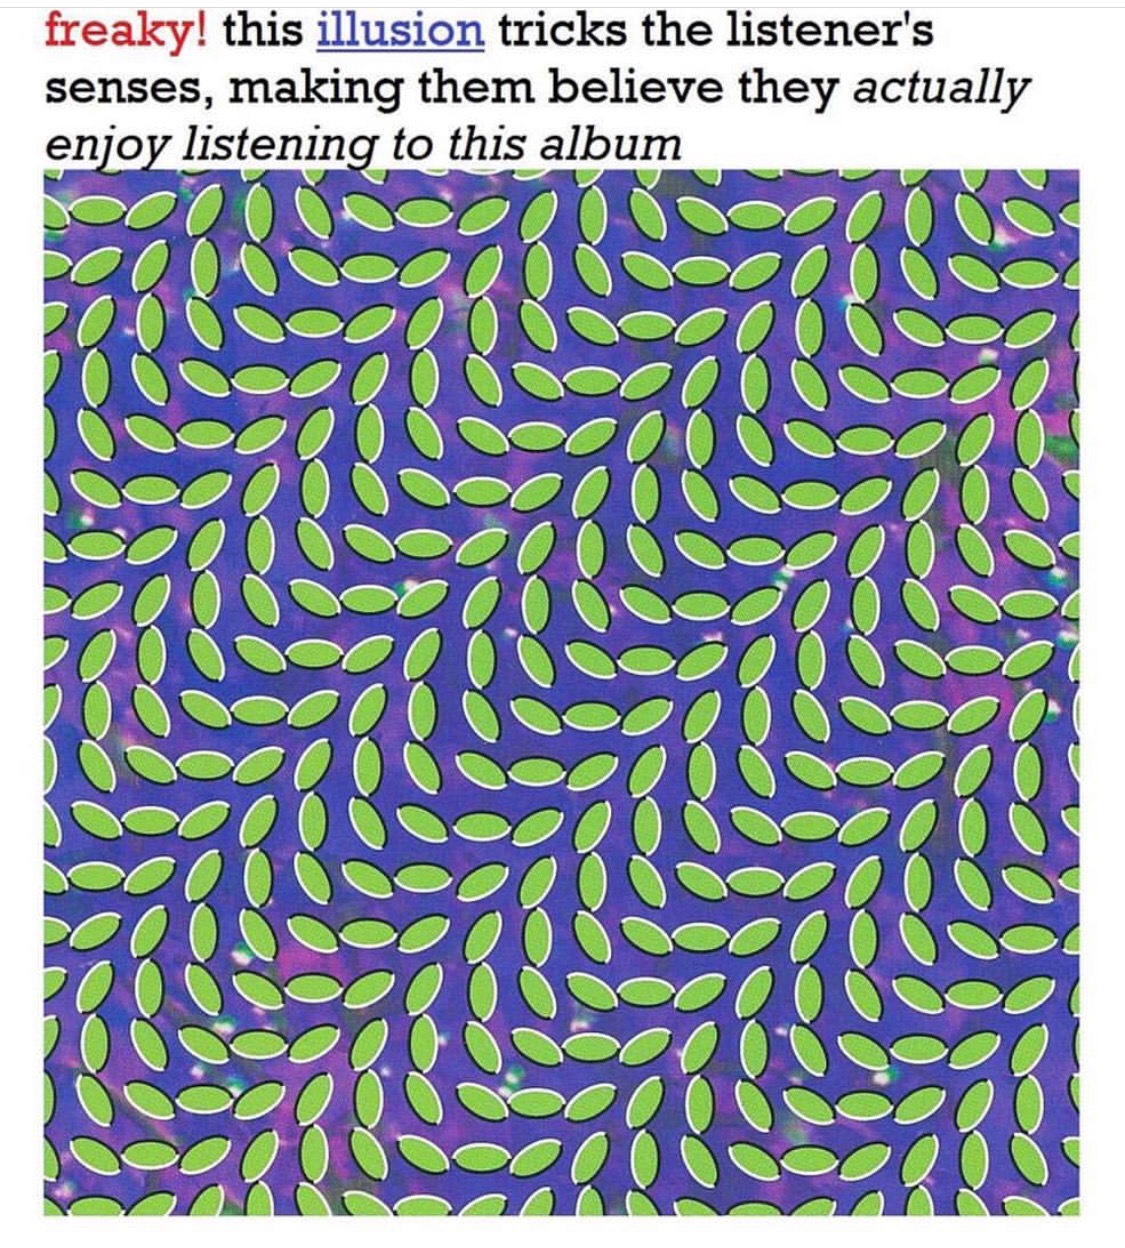 freaky! this illusion tricks the listener's
senses, making them believe they actually
enjoy listening to this album